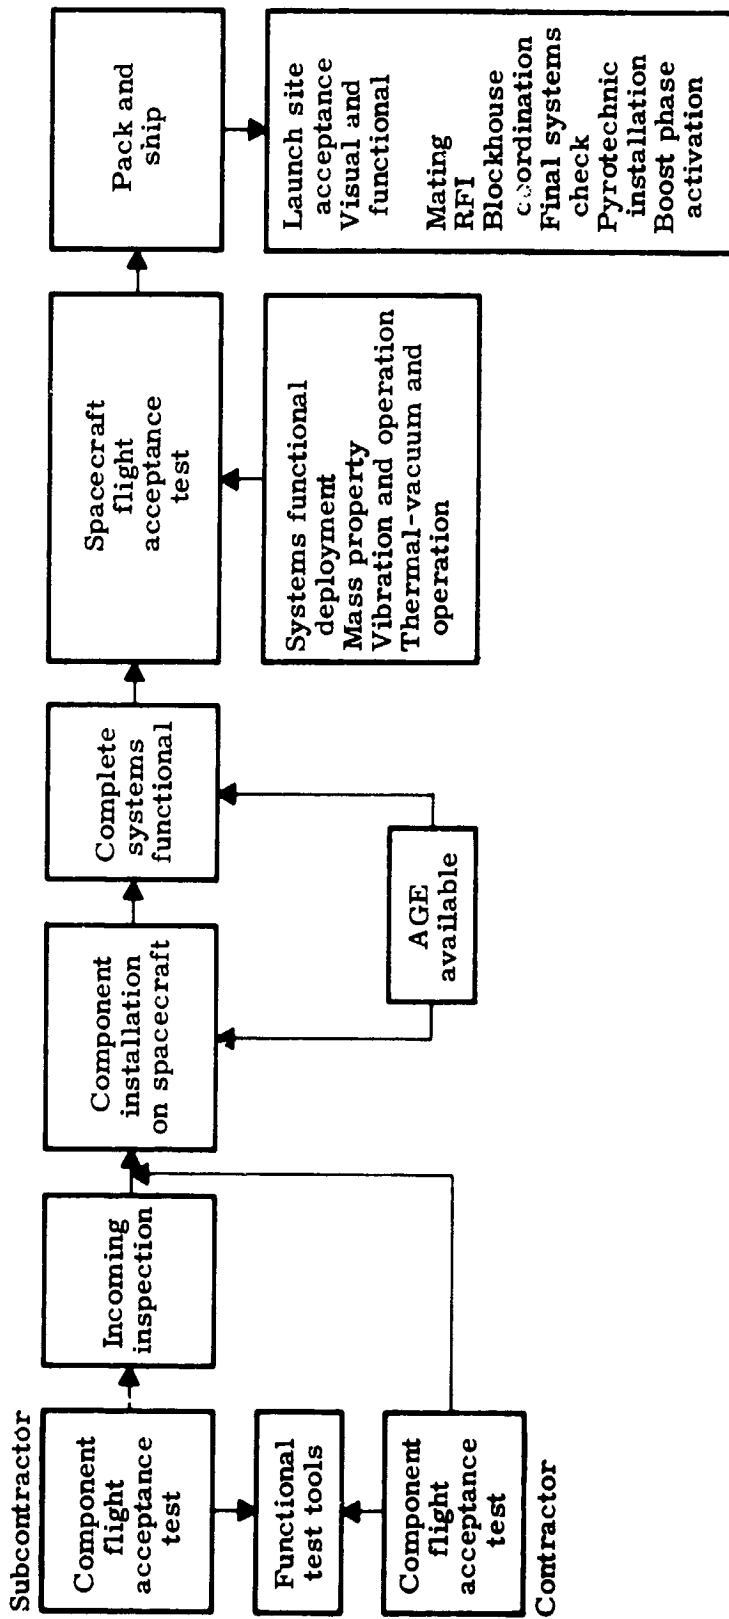 Subcontractor
Component
flight
acceptance
test
Incoming
inspection
Component
installation
on spacecraft
Complete
systems
functional
Spacecraft
flight
acceptance
test
Pack and
ship
Functional
test tools
Component
flight
acceptance
test
Contractor
AGE
available
Systems functional
deployment
Mass property
Vibration and operation
Thermal-vacuum and
operation
Launch site
acceptance
Visual and
functional
Mating
RFI
Blockhouse
coordination
Final systems
check
Pyrotechnic
installation
Boost phase
activation